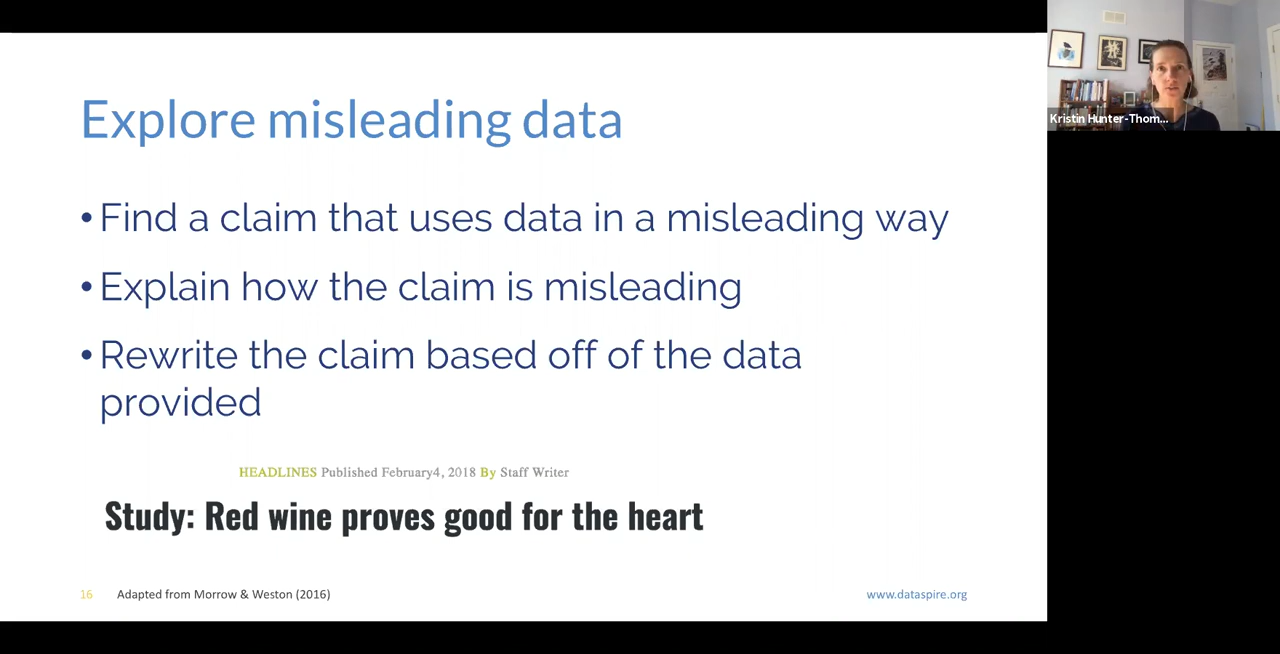 Explore misleading data
• Find a claim that uses data in a misleading way
• Explain how the claim is misleading
• Rewrite the claim based off of the data
provided
HEADLINES Published February4, 2018 By Staff Writer
Study: Red wine proves good for the heart
16 Adapted from Morrow & Weston (2016)
www.dataspire.org
Kristin Hunter-Thom...